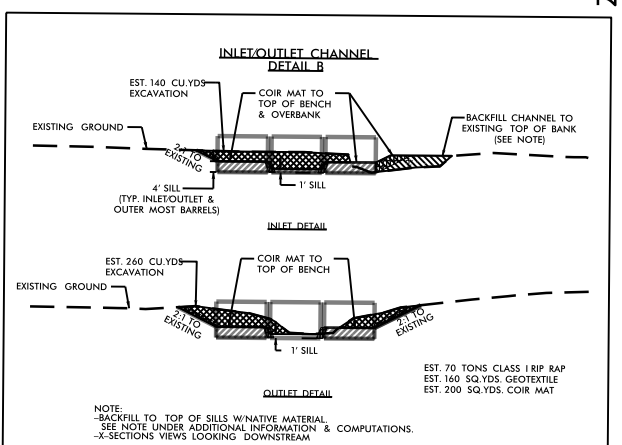 INLET/OUTLET CHANNEL
DETAIL B
EST. 140 CU.YDS
EXCAVATION
COIR MAT TO
TOP OF BENCH
& OVERBANK
BACKFILL CHANNEL TO
EXISTING TOP OF BANK
(SEE NOTE)
EXISTING GROUND
2:1 TO
EXISTING
4' SILL
(TYP. INLET/OUTLET &
OUTER MOST BARRELS)
1' SILL
INLET DETAIL
EST. 260 CU.YDS
EXCAVATION
COIR MAT TO
TOP OF BENCH
EXISTING GROUND
2:1 TO
EXISTING
2:1 TO
EXISTING
1' SILL
EST. 70 TONS CLASS I RIP RAP
EST. 160 SQ.YDS. GEOTEXTILE
EST. 200 SQ.YDS. COIR MAT
OUTLET DETAIL
NOTE:
-BACKFILL TO TOP OF SILLS W/NATIVE MATERIAL.
SEE NOTE UNDER ADDITIONAL INFORMATION & COMPUTATIONS.
-X-SECTIONS VIEWS LOOKING DOWNSTREAM